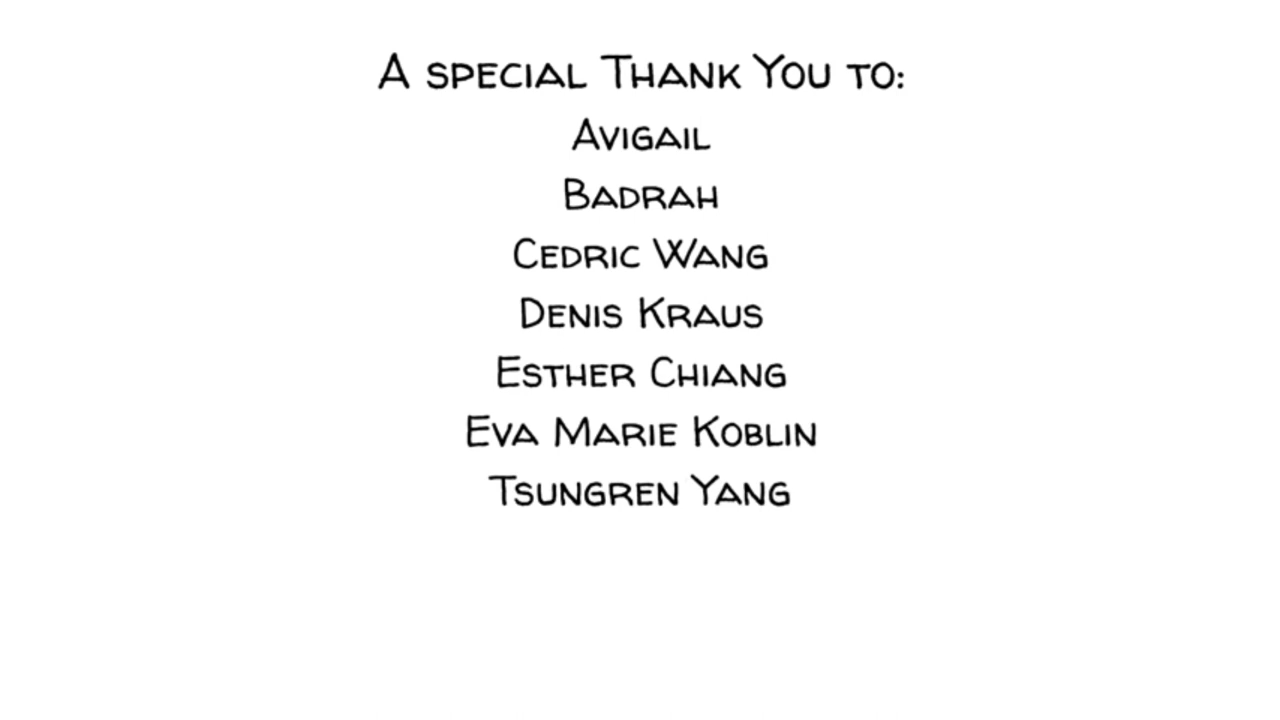 A special Thank You to:
Avigail
Badrah
Cedric Wang
Denis Kraus
Esther Chiang
Eva Marie Koblin
Tsungren Yang